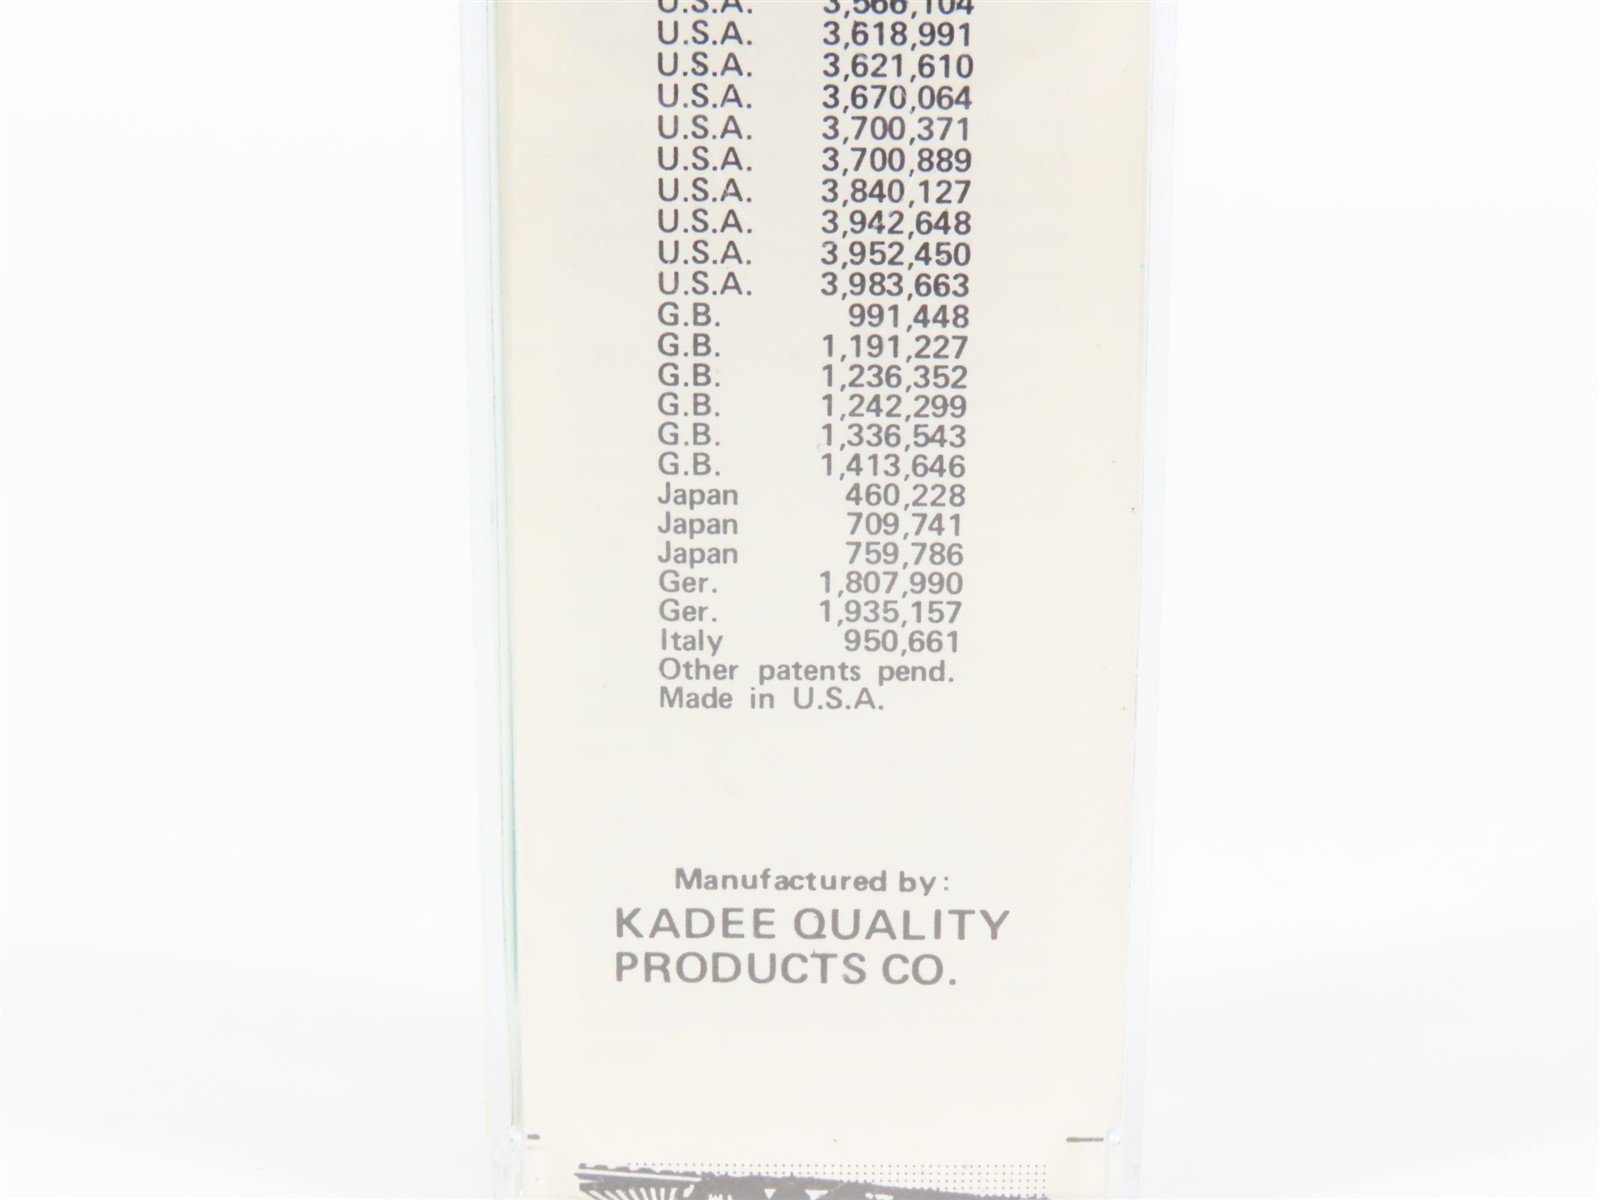 U.S.A. 3,566,104
U.S.A. 3,618,991
U.S.A. 3,621,610
U.S.A. 3,670,064
U.S.A. 3,700,371
U.S.A. 3,700,889
U.S.A. 3,840,127
U.S.A. 3,942,648
U.S.A. 3,952,450
U.S.A. 3,983,663
G.B. 991,448
G.B. 1,191,227
G.B. 1,236,352
G.B. 1,242,299
G.B. 1,336,543
G.B. 1,413,646
Japan 460,228
Japan 709,741
Japan 759,786
Ger. 1,807,990
Ger. 1,935,157
Italy 950,661
Other patents pend.
Made in U.S.A.
Manufactured by:
KADEE QUALITY
PRODUCTS CO.